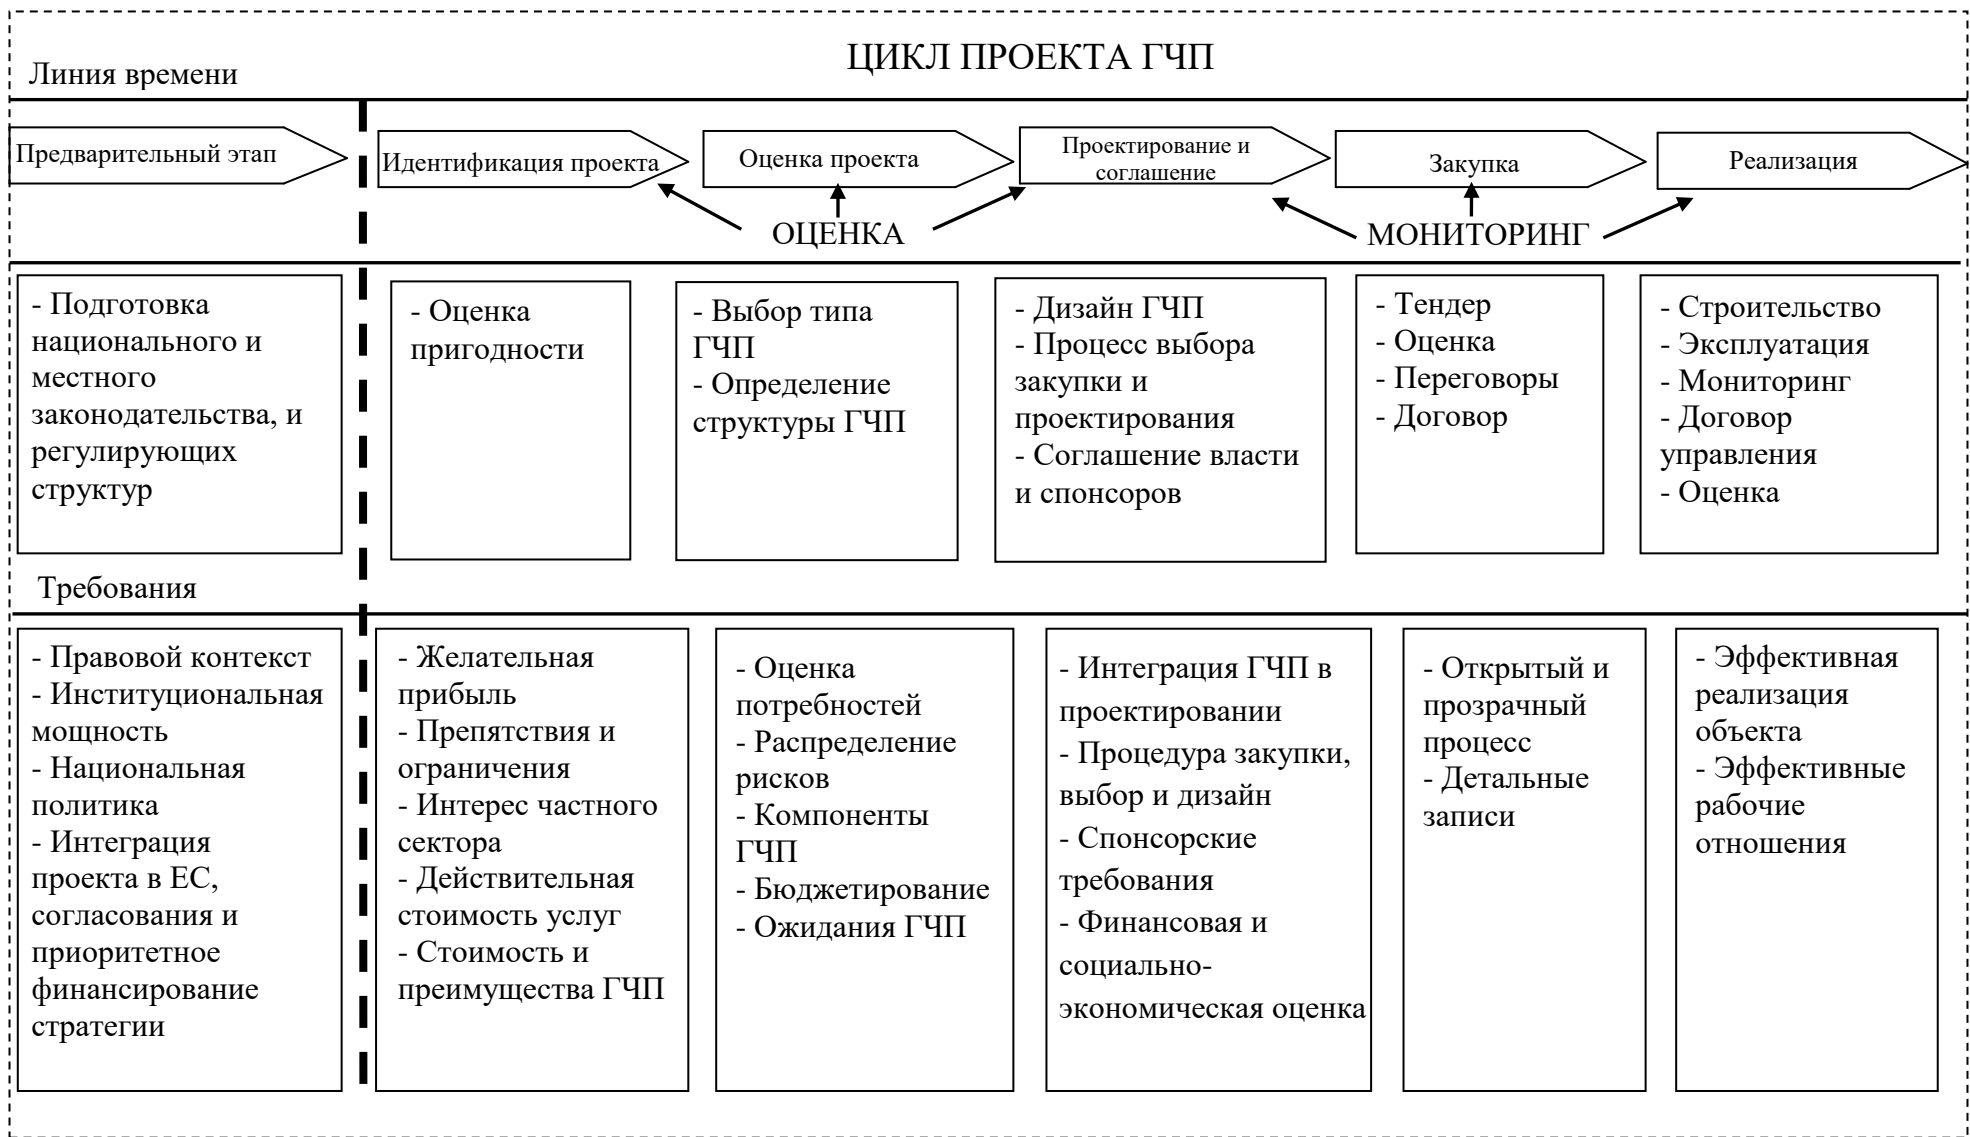 ЦИКЛ ПРОЕКТА ГЧП
Линия времени
Предварительный этап
Идентификация проекта
Оценка проекта
Проектирование и
соглашение
Закупка
Реализация
ОЦЕНКА
МОНИТОРИНГ
- Подготовка
национального и
местного
законодательства, и
регулирующих
структур
- Оценка
пригодности
- Выбор типа
ГЧП
- Определение
структуры ГЧП
- Дизайн ГЧП
- Процесс выбора
закупки и
проектирования
- Соглашение власти
и спонсоров
- Тендер
- Оценка
- Переговоры
- Договор
- Строительство
- Эксплуатация
- Мониторинг
- Договор
управления
- Оценка
Требования
- Правовой контекст
- Институциональная
мощность
- Национальная
политика
- Интеграция
проекта в ЕС,
согласования и
приоритетное
финансирование
стратегии
- Желательная
прибыль
- Препятствия и
ограничения
- Интерес частного
сектора
- Действительная
стоимость услуг
- Стоимость и
преимущества ГЧП
- Оценка
потребностей
- Распределение
рисков
- Компоненты
ГЧП
- Бюджетирование
- Ожидания ГЧП
- Интеграция ГЧП в
проектировании
- Процедура закупки,
выбор и дизайн
- Спонсорские
требования
- Финансовая и
социально-
экономическая оценка
- Открытый и
прозрачный
процесс
- Детальные
записи
- Эффективная
реализация
объекта
- Эффективные
рабочие
отношения